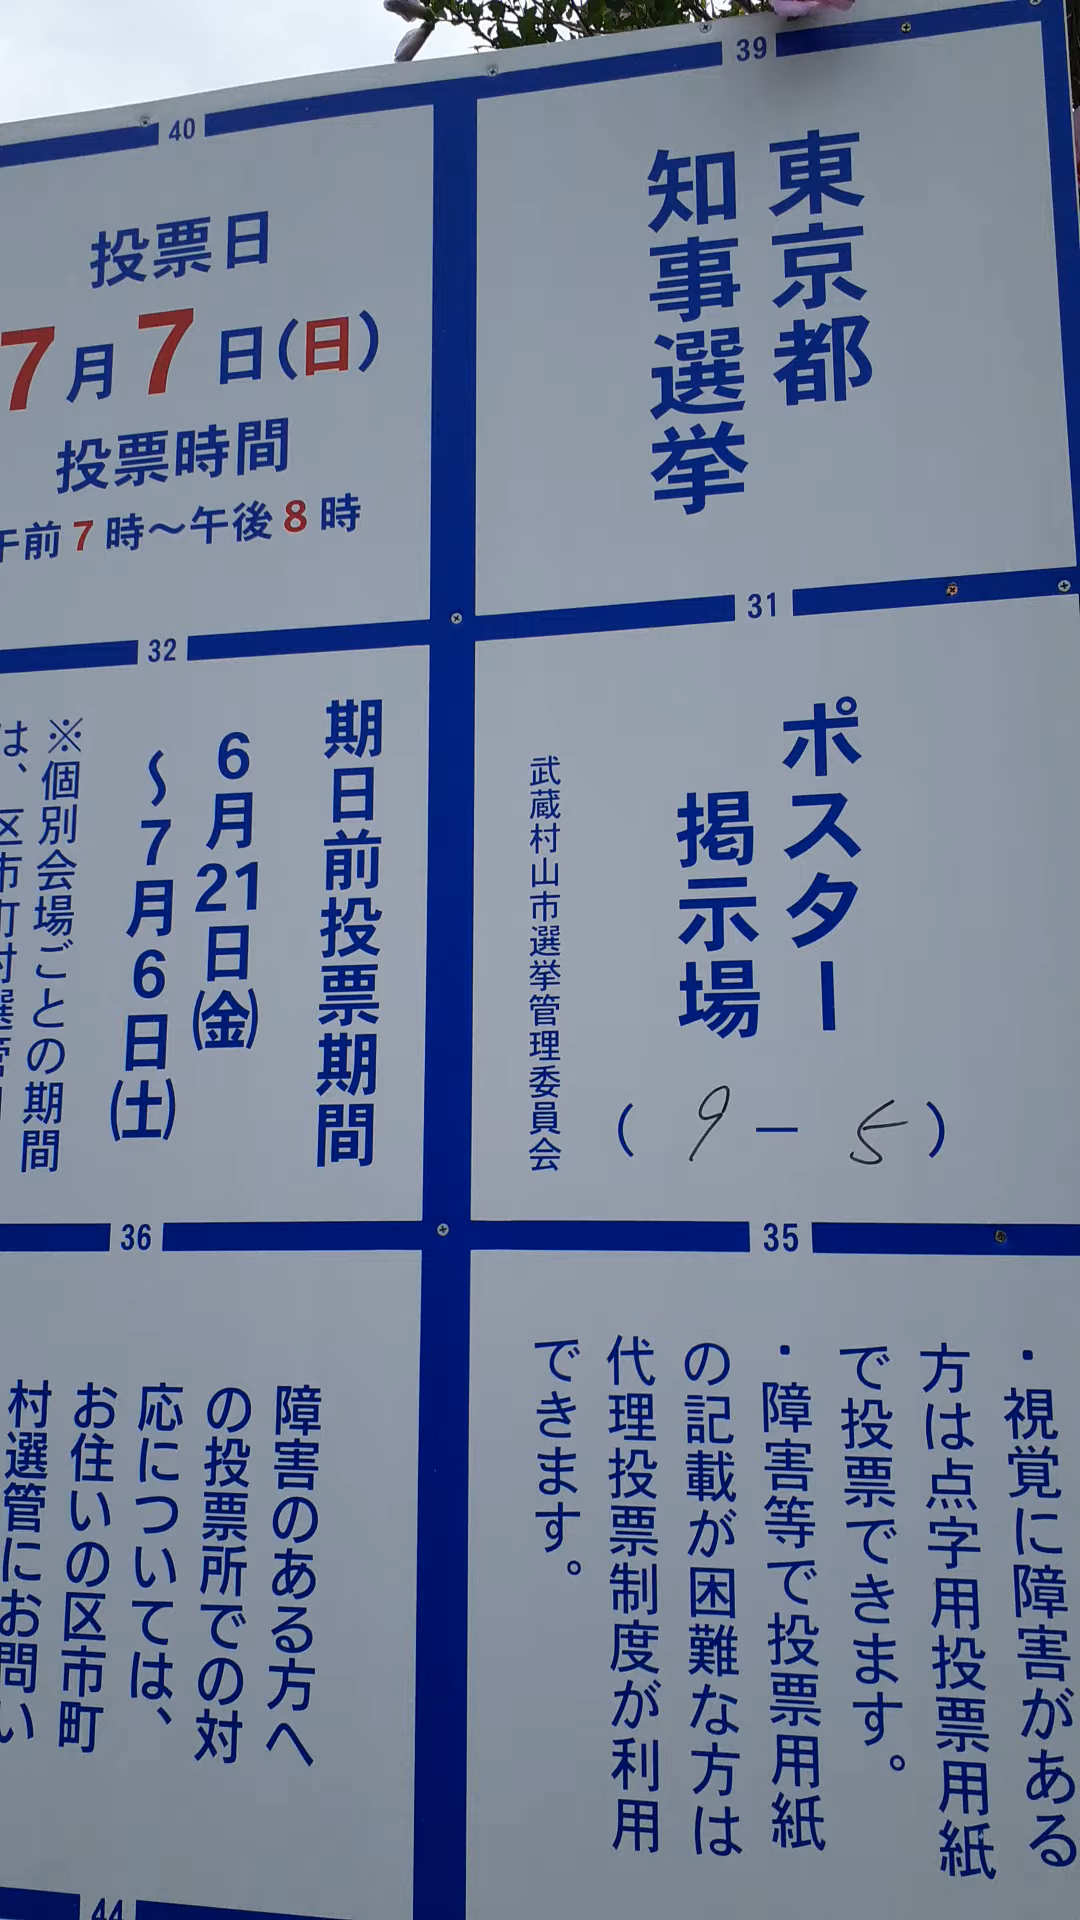 39
東京都
知事選挙
40
投票日
7月7日(日)
投票時間
午前7時～午後8時
31
ポスター
掲示場
(9－5)
武蔵村山市選挙管理委員会
32
期日前投票期間
6月21日(金)
～7月6日(土)
※個別会場ごとの期間
は、区市町村選管
35
・視覚に障害がある
方は点字用投票用紙
で投票できます。
・障害等で投票用紙
の記載が困難な方は
代理投票制度が利用
できます。
36
障害のある方へ
の投票所での対
応については、
お住いの区市町
村選管にお問い
44